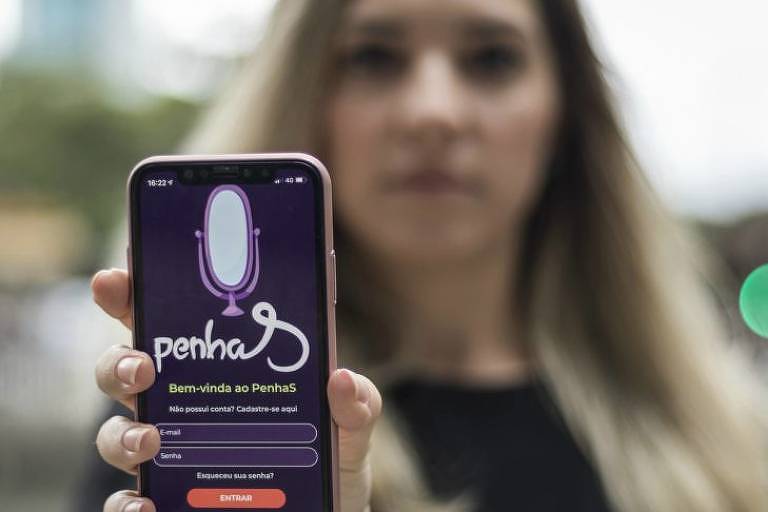 16:22 4G
penhaS
Bem-vinda ao PenhaS
Não possui conta? Cadastre-se aqui
E-mail
Senha
Esqueceu sua senha?
ENTRAR